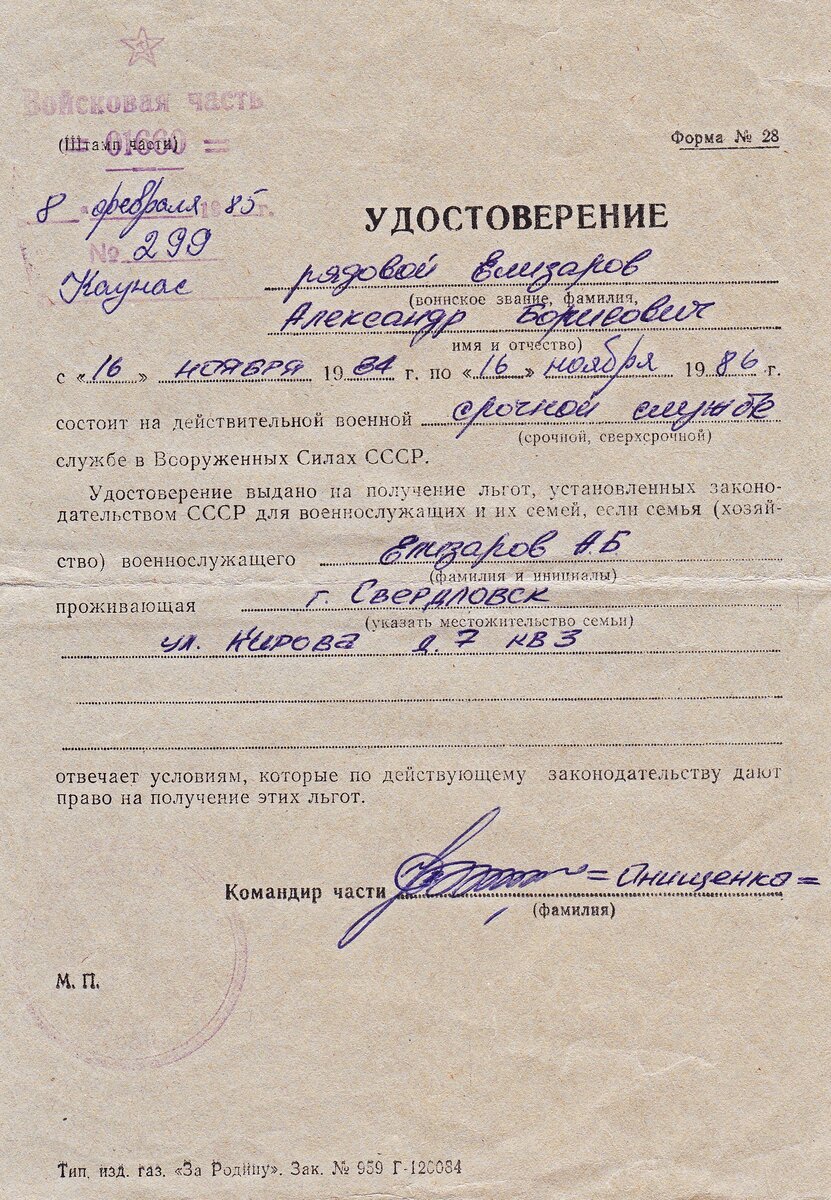 Войсковая часть
(Штамп части)
= 01660 =
Форма № 28
8 февраля 1985 г.
№ 299
Каунас
УДОСТОВЕРЕНИЕ
рядовой Елизаров
(воинское звание, фамилия,
Александр Борисович
имя и отчество)
с «16» ноября 1984 г. по «16» ноября 1986 г.
состоит на действительной военной срочной службе
(срочной, сверхсрочной)
службе в Вооруженных Силах СССР.
Удостоверение выдано на получение льгот, установленных законо-
дательством СССР для военнослужащих и их семей, если семья (хозяй-
ство) военнослужащего Елизаров А.Б.
(фамилия и инициалы)
проживающая г. Свердловск
(указать местожительство семьи)
ул. Кирова д. 7 кв 3
отвечает условиям, которые по действующему законодательству дают
право на получение этих льгот.
Командир части =Онищенко=
(фамилия)
М. П.
Тип. изд. газ. «За Родину». Зак. № 959 Г-120084